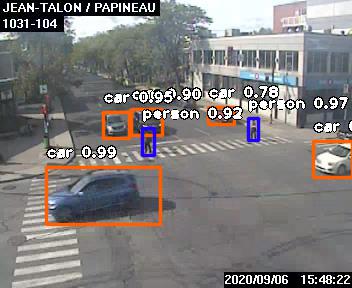 JEAN-TALON / PAPINEAU
1031-104
car 0.95
0.90
car 0.78
person 0.97
person 0.92
car
car 0.99
2020/09/06 15:48:22